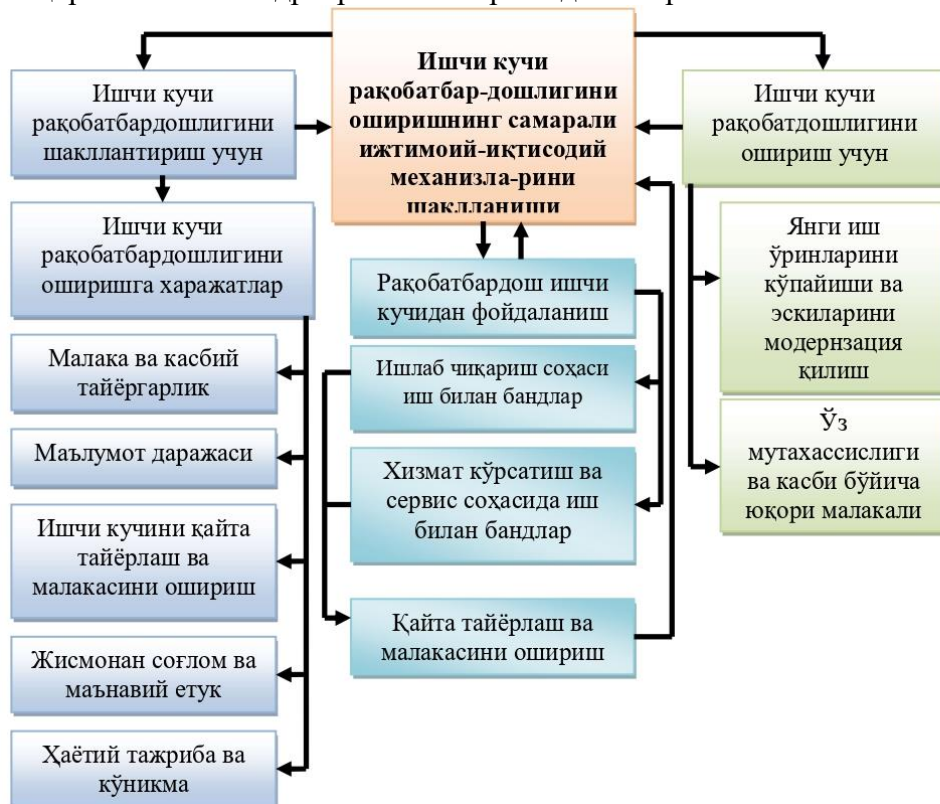 Ишчи кучи
рақобатбар-дошлигини
оширишнинг самарали
ижтимоий-иқтисодий
механизла-рини
шаклланиши
Ишчи кучи
рақобатбардошлигини
шакллантириш учун
Ишчи кучи
рақобатбардошлигини
оширишга харажатлар
Малака ва касбий
тайёргарлик
Маълумот даражаси
Ишчи кучини қайта
тайёрлаш ва
малакасини ошириш
Жисмонан соғлом ва
маънавий етук
Ҳаётий тажриба ва
кўникма
Рақобатбардош ишчи
кучидан фойдаланиш
Ишлаб чиқариш соҳаси
иш билан бандлар
Хизмат кўрсатиш ва
сервис соҳасида иш
билан бандлар
Қайта тайёрлаш ва
малакасини ошириш
Ишчи кучи
рақобатдошлигини
ошириш учун
Янги иш
ўринларини
кўпайиши ва
эскиларини
модернзация
қилиш
Ўз
мутахассислиги
ва касби бўйича
юқори малакали